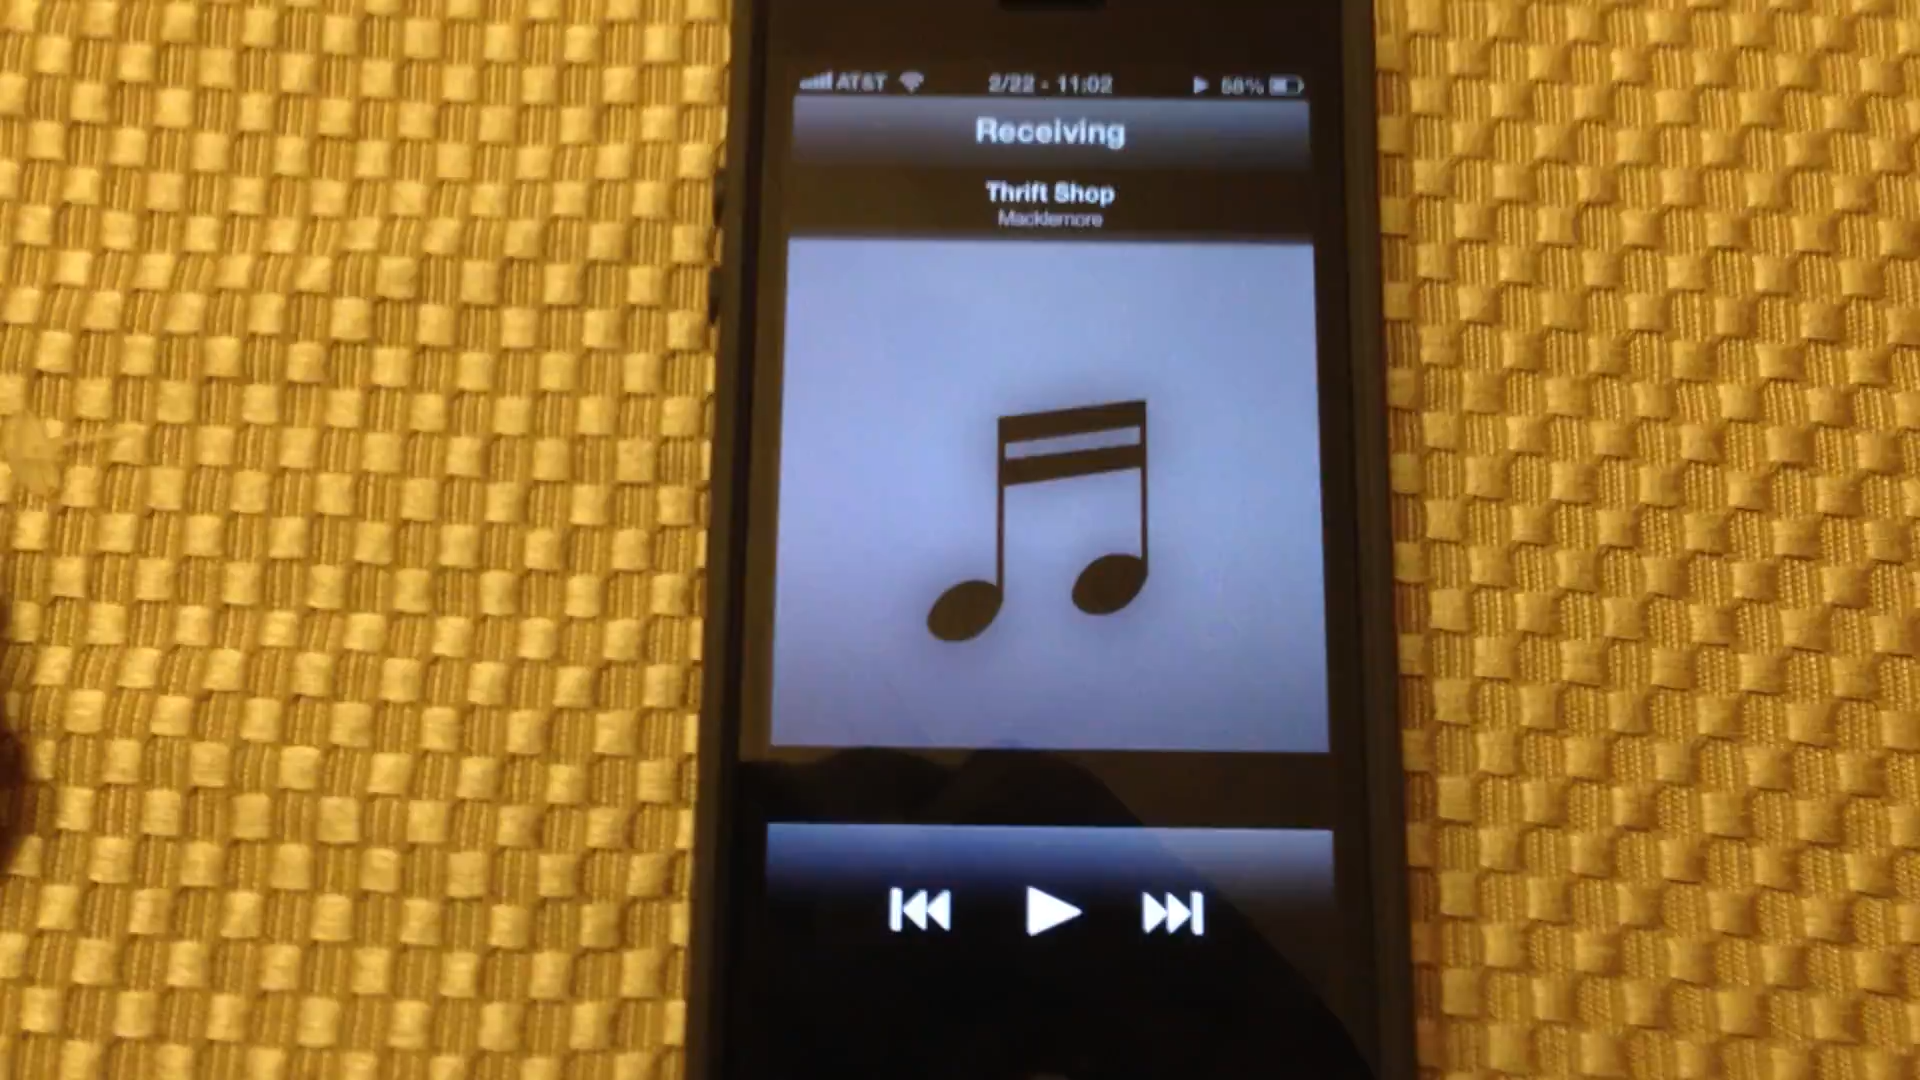 AT&T 2/22 - 11:02 58%
Receiving
Thrift Shop
Macklemore